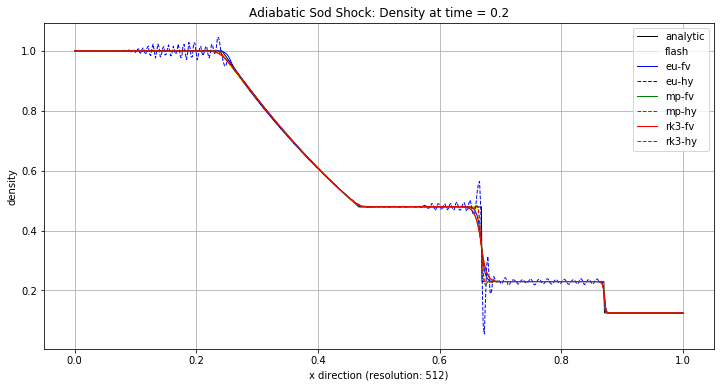 Adiabatic Sod Shock: Density at time = 0.2
analytic
flash
eu-fv
eu-hy
mp-fv
mp-hy
rk3-fv
rk3-hy
density
1.0
0.8
0.6
0.4
0.2
0.0
0.2
0.4
0.6
0.8
1.0
x direction (resolution: 512)